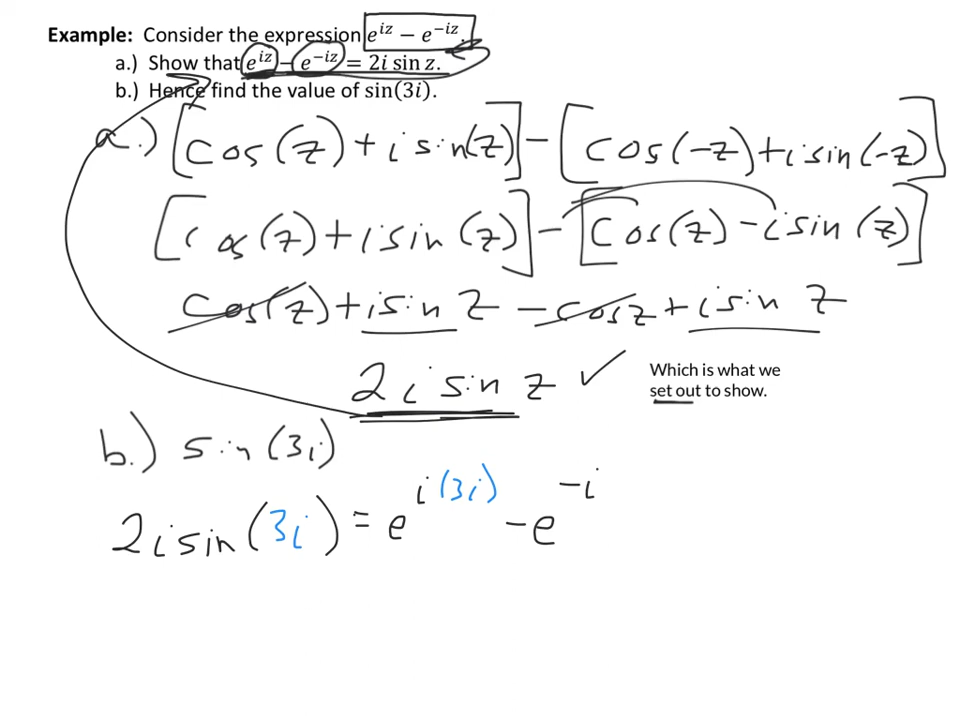 Example: Consider the expression e^{iz} − e^{−iz}.
a.) Show that e^{iz} − e^{−iz} = 2i sin z.
b.) Hence find the value of sin(3i).
a.) [cos(z) + i sin(z)] − [cos(−z) + i sin(−z)]
[cos(z) + i sin(z)] − [cos(z) − i sin(z)]
cos(z) + i sin z − cos z + i sin z
2 i sin z ✓
Which is what we
set out to show.
b.) sin(3i)
2 i sin(3i) = e^{i(3i)} − e^{−i}